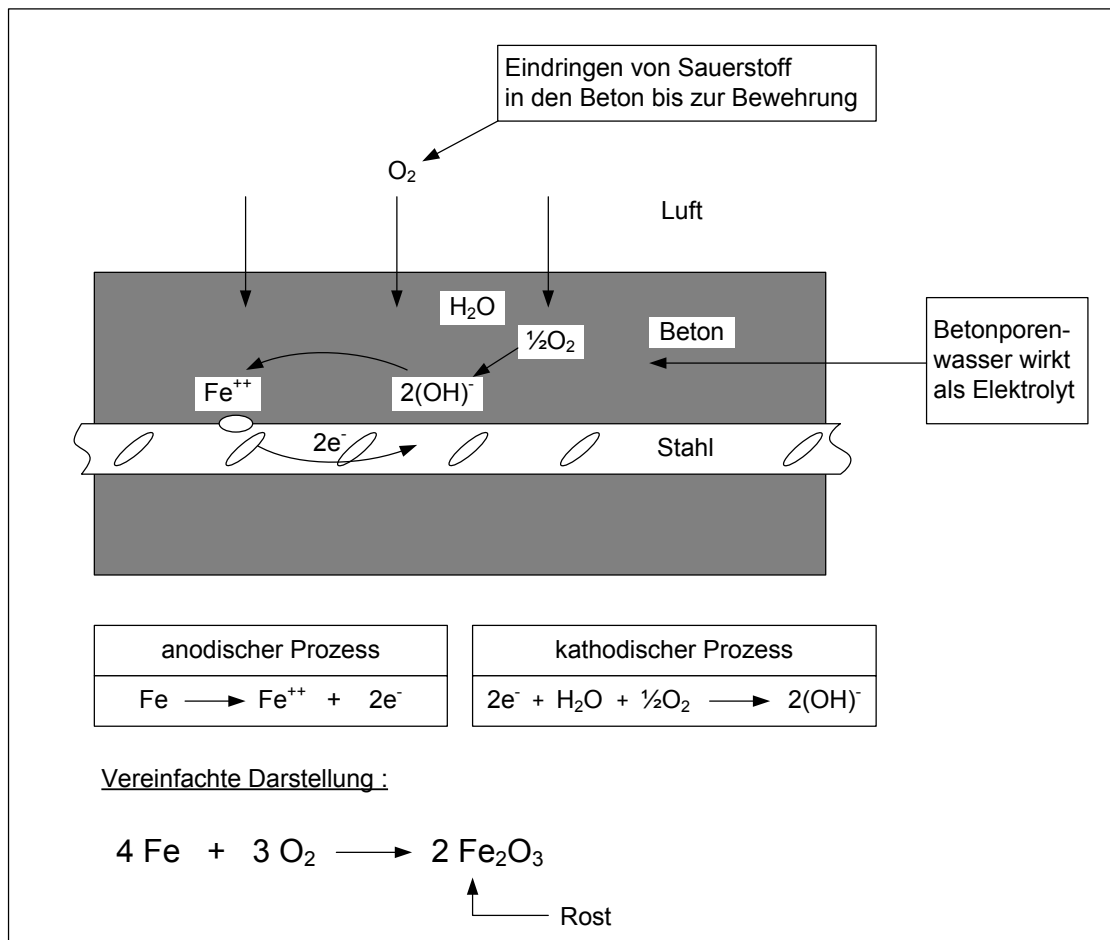 Eindringen von Sauerstoff
in den Beton bis zur Bewehrung
O₂
Luft
H₂O
½O₂
Beton
Betonporen-
wasser wirkt
als Elektrolyt
Fe⁺⁺
2(OH)⁻
2e⁻
Stahl
anodischer Prozess
Fe ⟶ Fe⁺⁺ + 2e⁻
kathodischer Prozess
2e⁻ + H₂O + ½O₂ ⟶ 2(OH)⁻
Vereinfachte Darstellung :
4 Fe + 3 O₂ ⟶ 2 Fe₂O₃
Rost